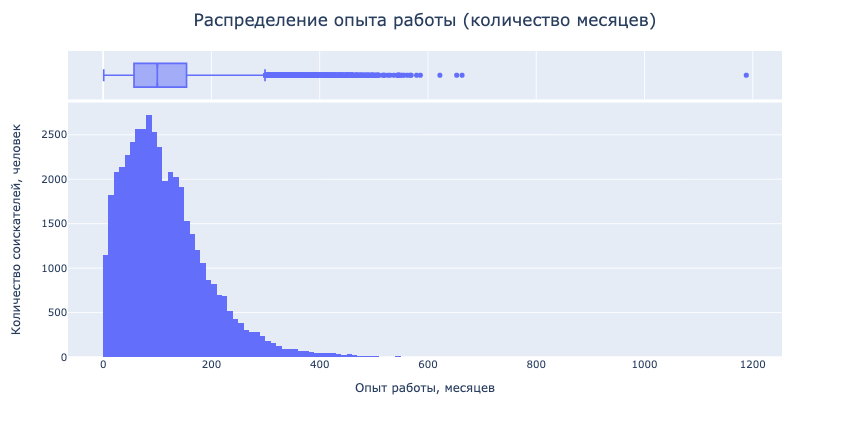 Распределение опыта работы (количество месяцев)
Количество соискателей, человек
2500
2000
1500
1000
500
0
0 200 400 600 800 1000 1200
Опыт работы, месяцев